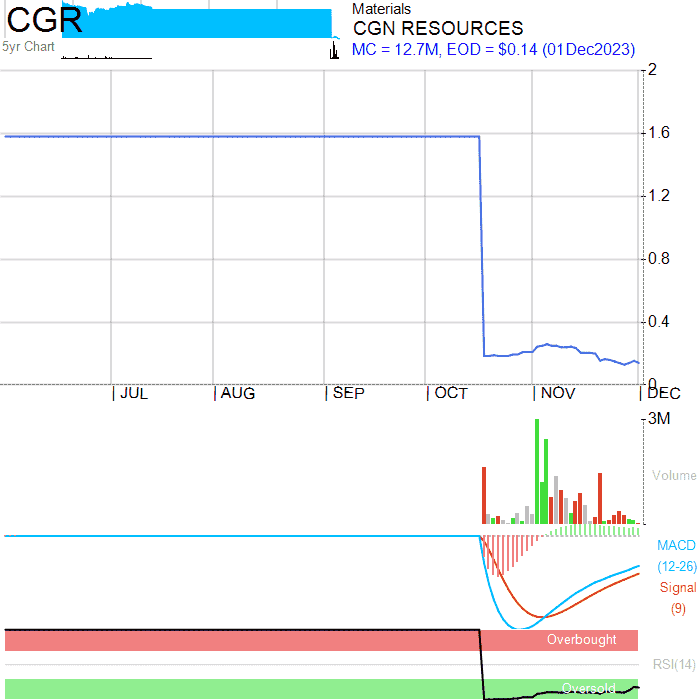 CGR
5yr Chart
Materials
CGN RESOURCES
MC = 12.7M, EOD = $0.14 (01Dec2023)
2
1.6
1.2
0.8
0.4
0
JUL AUG SEP OCT NOV DEC
3M
Volume
MACD
(12-26)
Signal
(9)
Overbought
RSI(14)
Oversold